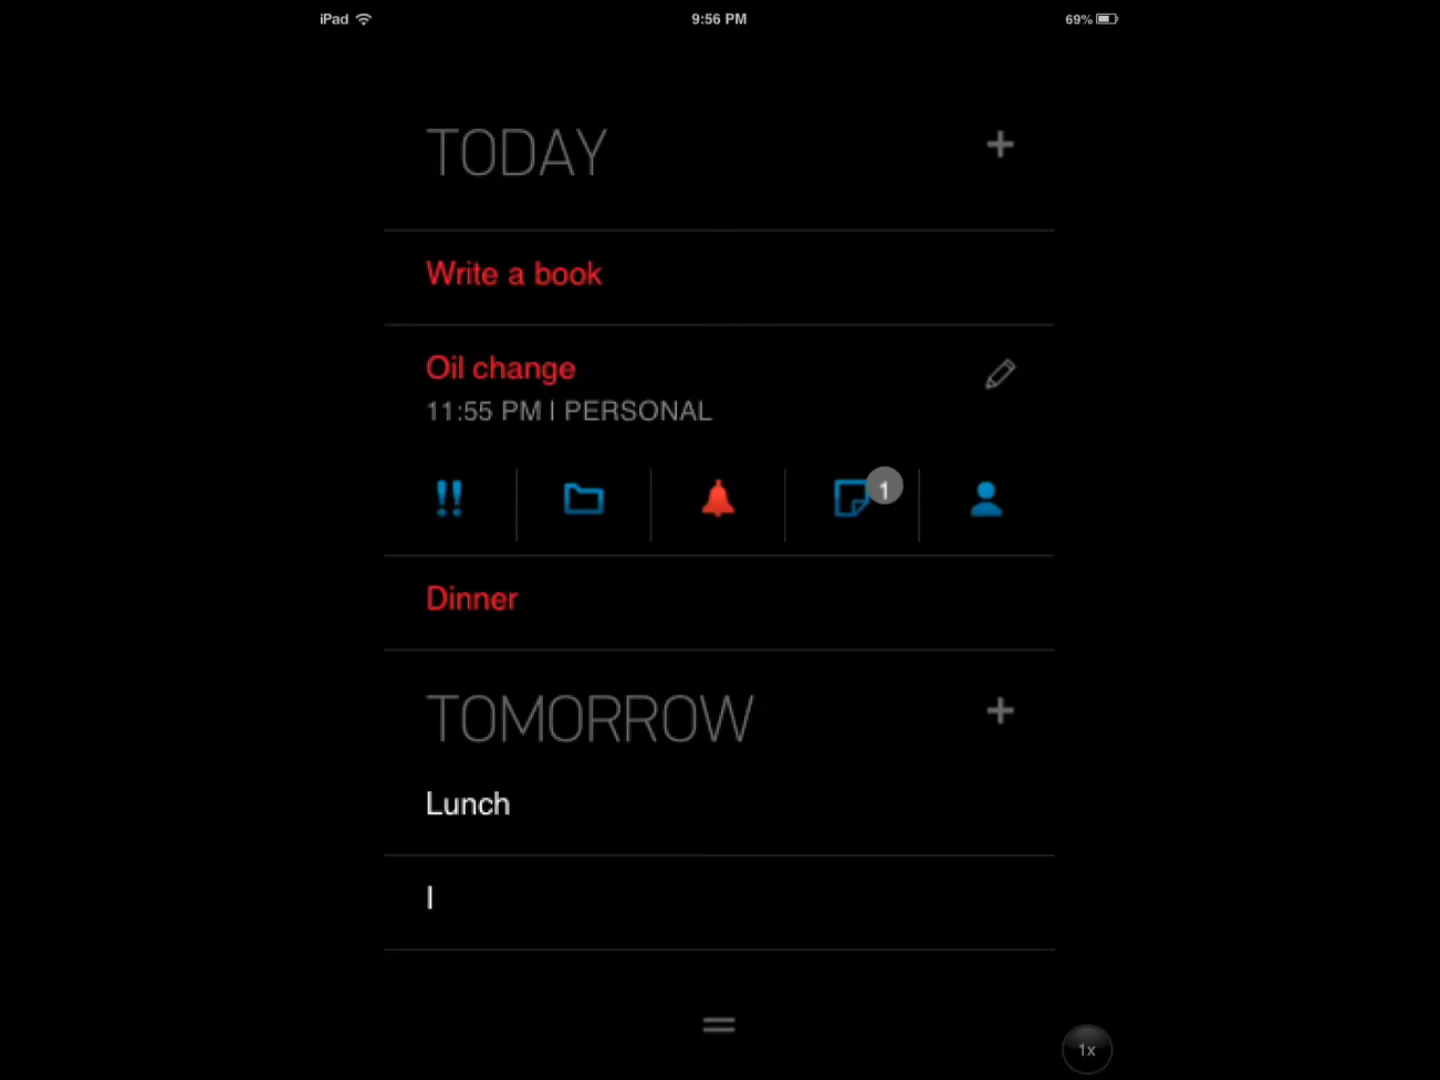 iPad 9:56 PM 69%
TODAY +
Write a book
Oil change
11:55 PM | PERSONAL
!! 1
Dinner
TOMORROW +
Lunch
I
1x